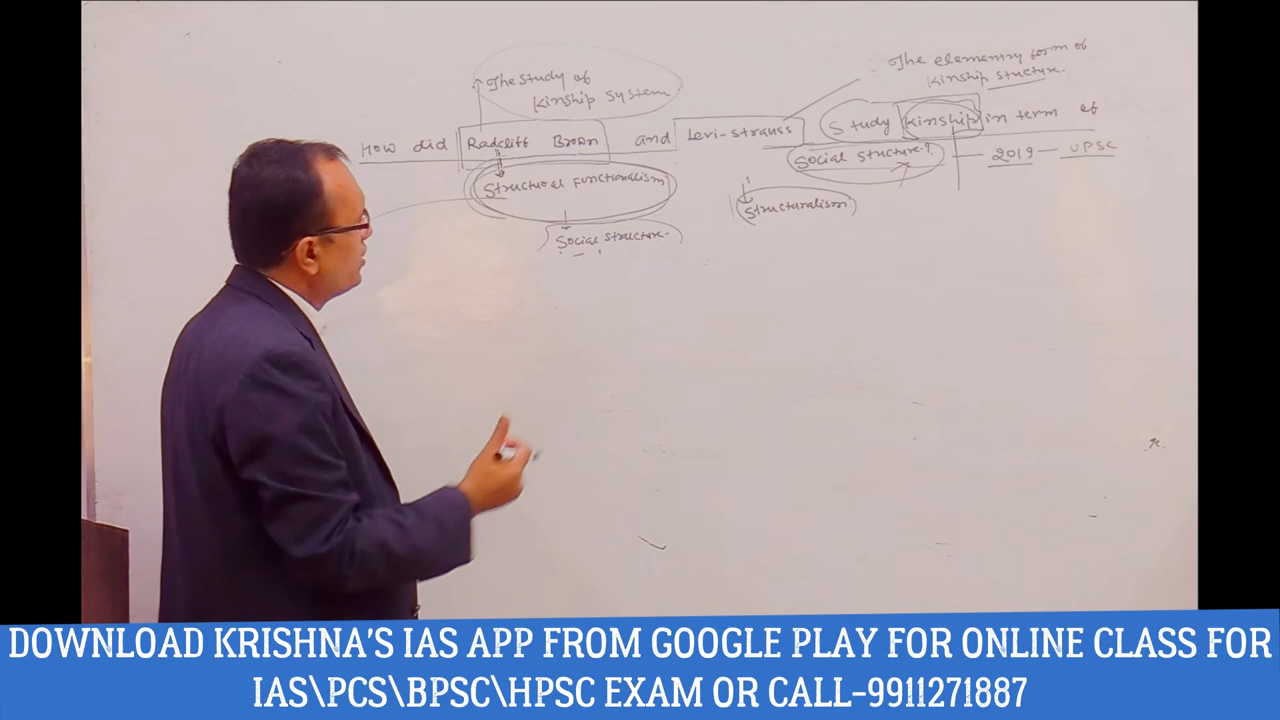 The study of
Kinship System
The elementry form of
Kinship stucture.
How did Radcliff Brown and Levi-strauss Study Kinship in term of
Social structure? — 2019 — UPSC
Structural Functionalism
Structuralism
Social structure.
DOWNLOAD KRISHNA'S IAS APP FROM GOOGLE PLAY FOR ONLINE CLASS FOR
IAS\PCS\BPSC\HPSC EXAM OR CALL-9911271887